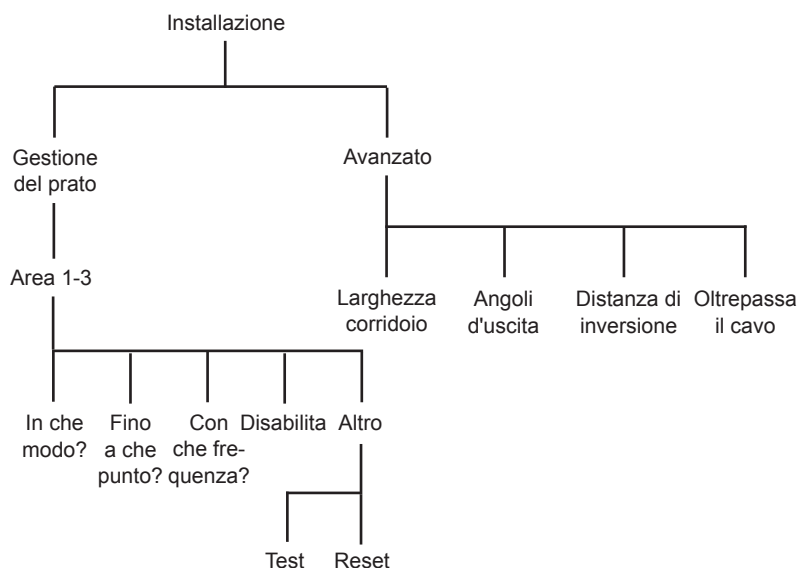 Installazione
Gestione
del prato
Avanzato
Area 1-3
Larghezza
corridoio
Angoli
d'uscita
Distanza di
inversione
Oltrepassa
il cavo
In che
modo?
Fino
a che
punto?
Con
che fre-
quenza?
Disabilita
Altro
Test
Reset